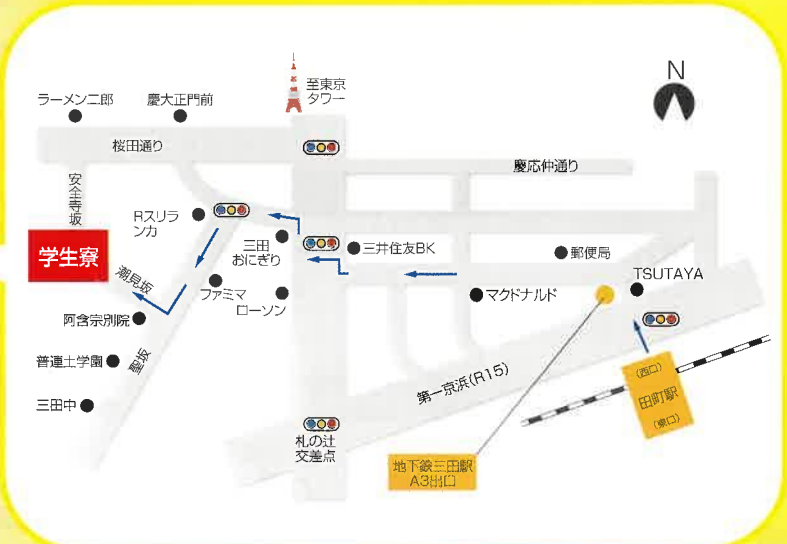 N
至東京
タワー
ラーメン二郎
慶大正門前
桜田通り
慶応仲通り
安全寺坂
Rスリラ
ンカ
三田
おにぎり
三井住友BK
郵便局
学生寮
潮見坂
ファミマ
ローソン
マクドナルド
TSUTAYA
阿含宗別院
聖坂
普連土学園
三田中
第一京浜(R15)
(西口)
田町駅
(東口)
札の辻
交差点
地下鉄三田駅
A3出口